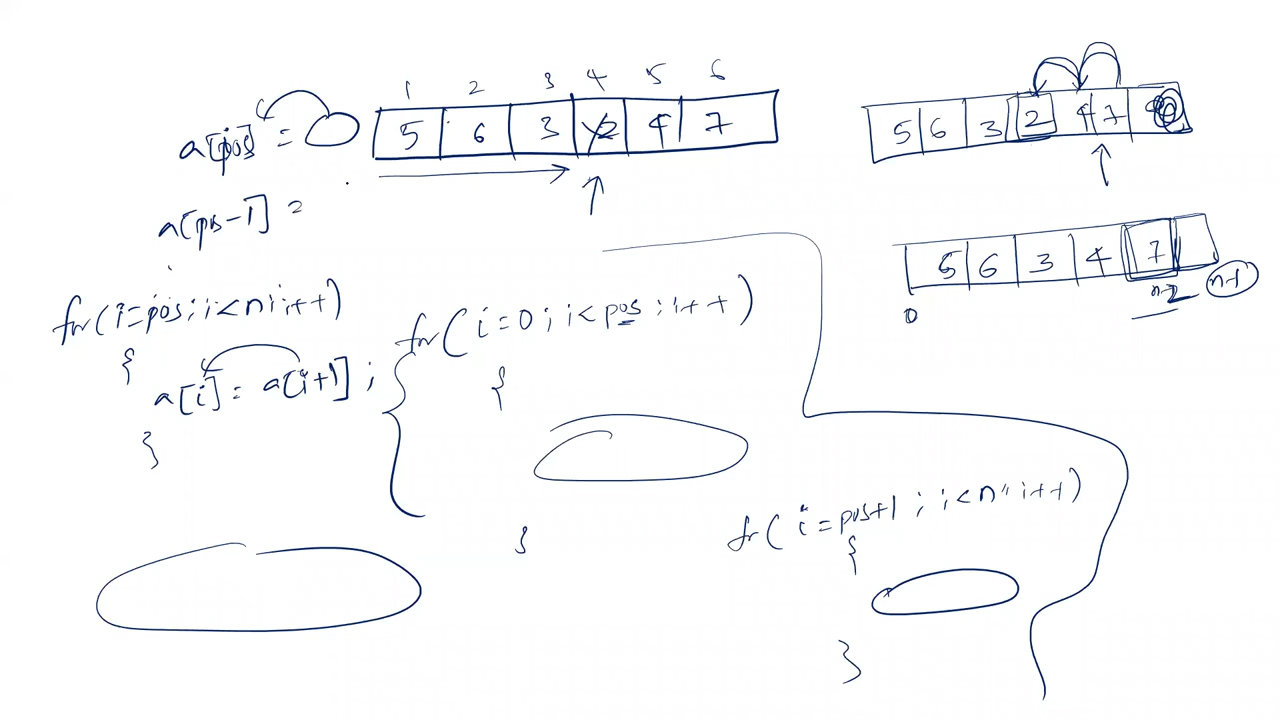 1 2 3 4 5 6
a[pos] =
5 6 3 2 4 7
5 6 3 2 4 7
a[pos-1] =
5 6 3 4 7
n-2 n-1
0
for(i=pos; i<n; i++)
{
a[i] = a[i+1];
}
for(i=0; i<pos; i++)
{
}
for(i=pos+1; i<n; i++)
{
}